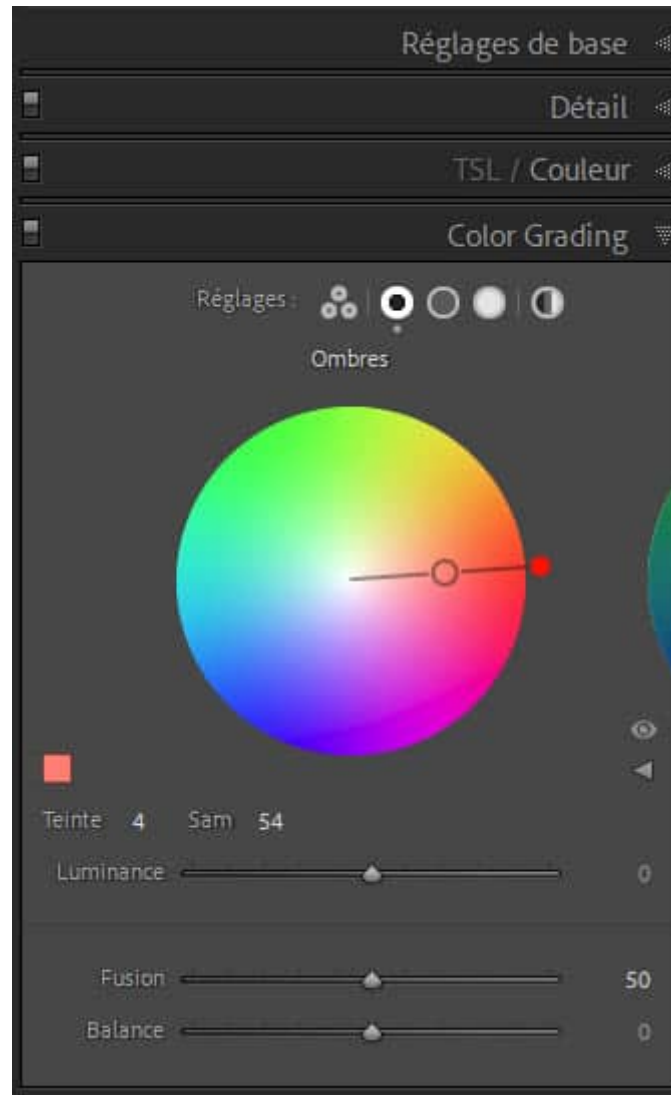 Réglages de base
Détail
TSL / Couleur
Color Grading
Réglages :
Ombres
Teinte 4 Sam 54
Luminance 0
Fusion 50
Balance 0